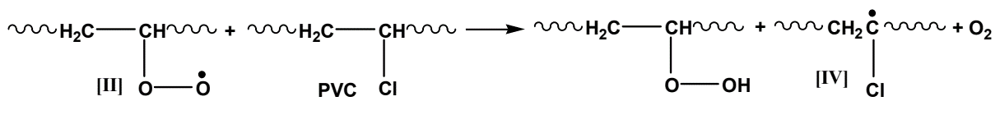 H₂C CH + H₂C CH H₂C CH + CH₂ Ċ + O₂
[II] O Ȯ PVC Cl O OH [IV] Cl